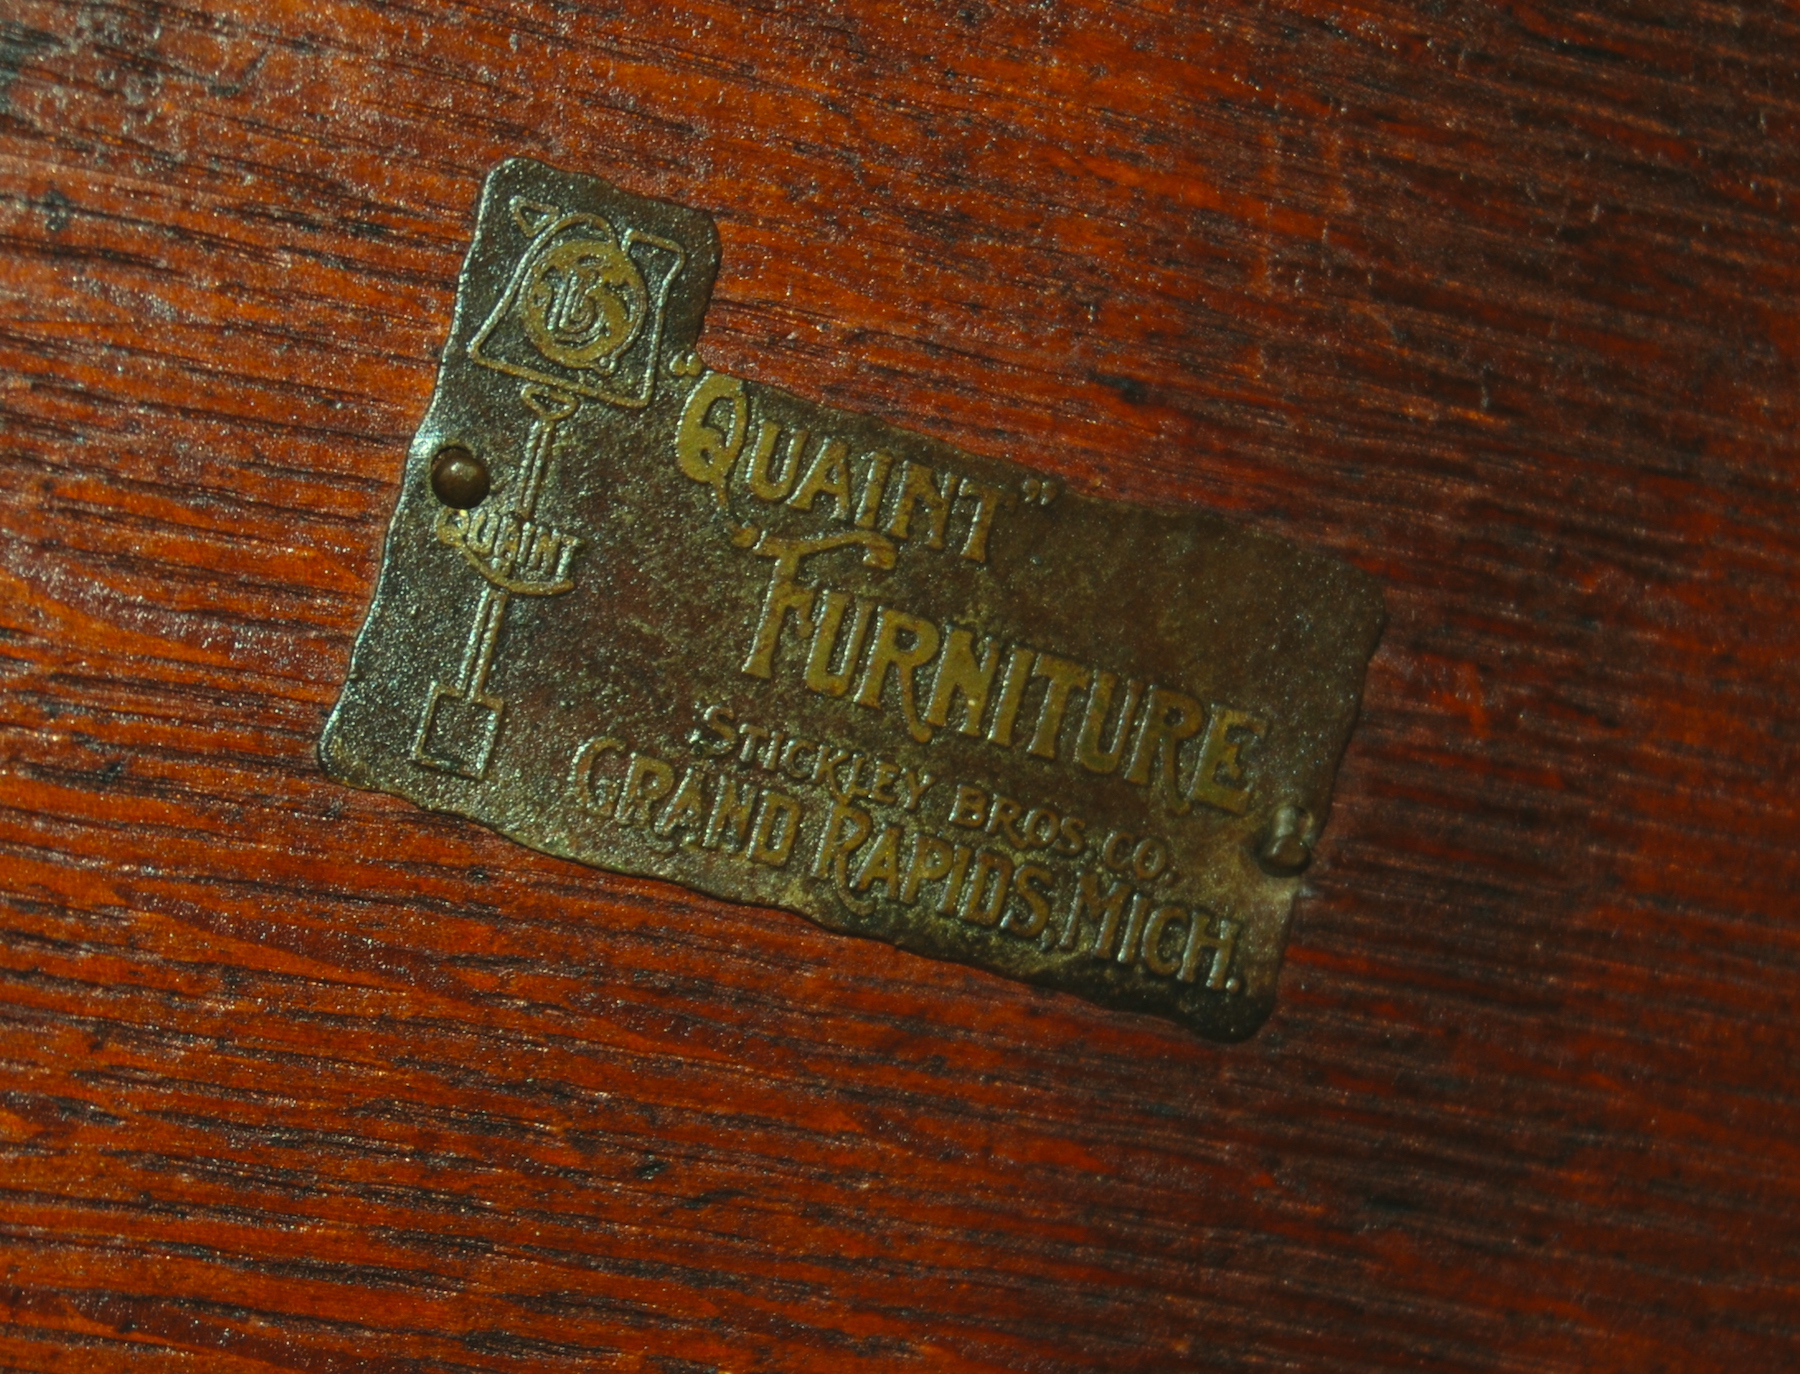 QUAINT
"QUAINT"
FURNITURE
STICKLEY BROS. CO.
GRAND RAPIDS, MICH.